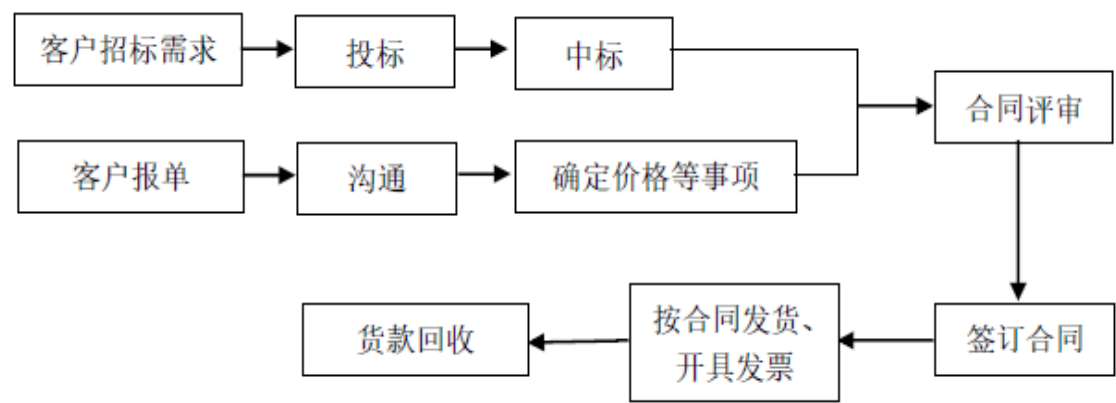 客户招标需求
投标
中标
合同评审
客户报单
沟通
确定价格等事项
签订合同
按合同发货、
开具发票
货款回收